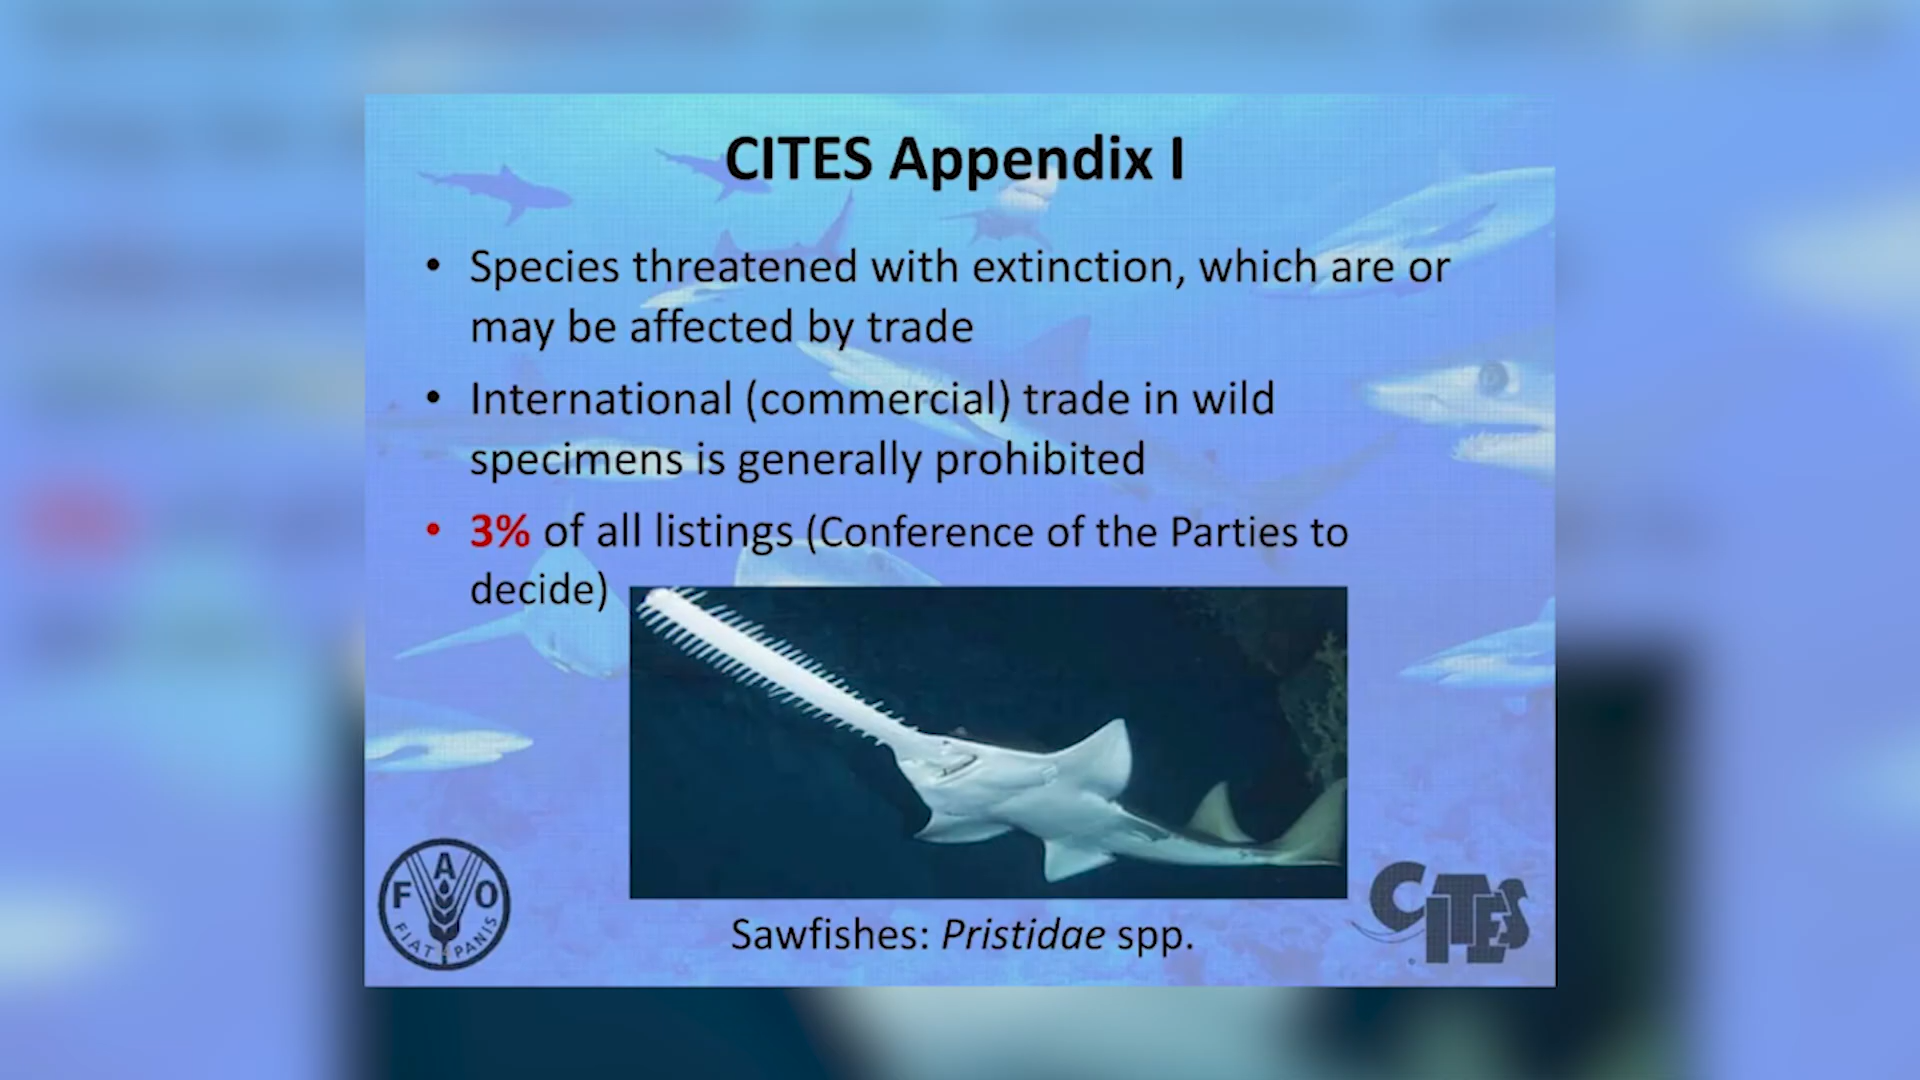 CITES Appendix I
• Species threatened with extinction, which are or
may be affected by trade
• International (commercial) trade in wild
specimens is generally prohibited
• 3% of all listings (Conference of the Parties to
decide)
Sawfishes: Pristidae spp.
F A O
FIAT PANIS
CITES